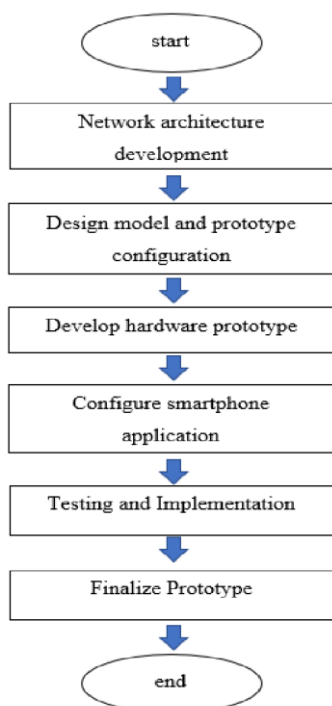 start
Network architecture
development
Design model and prototype
configuration
Develop hardware prototype
Configure smartphone
application
Testing and Implementation
Finalize Prototype
end